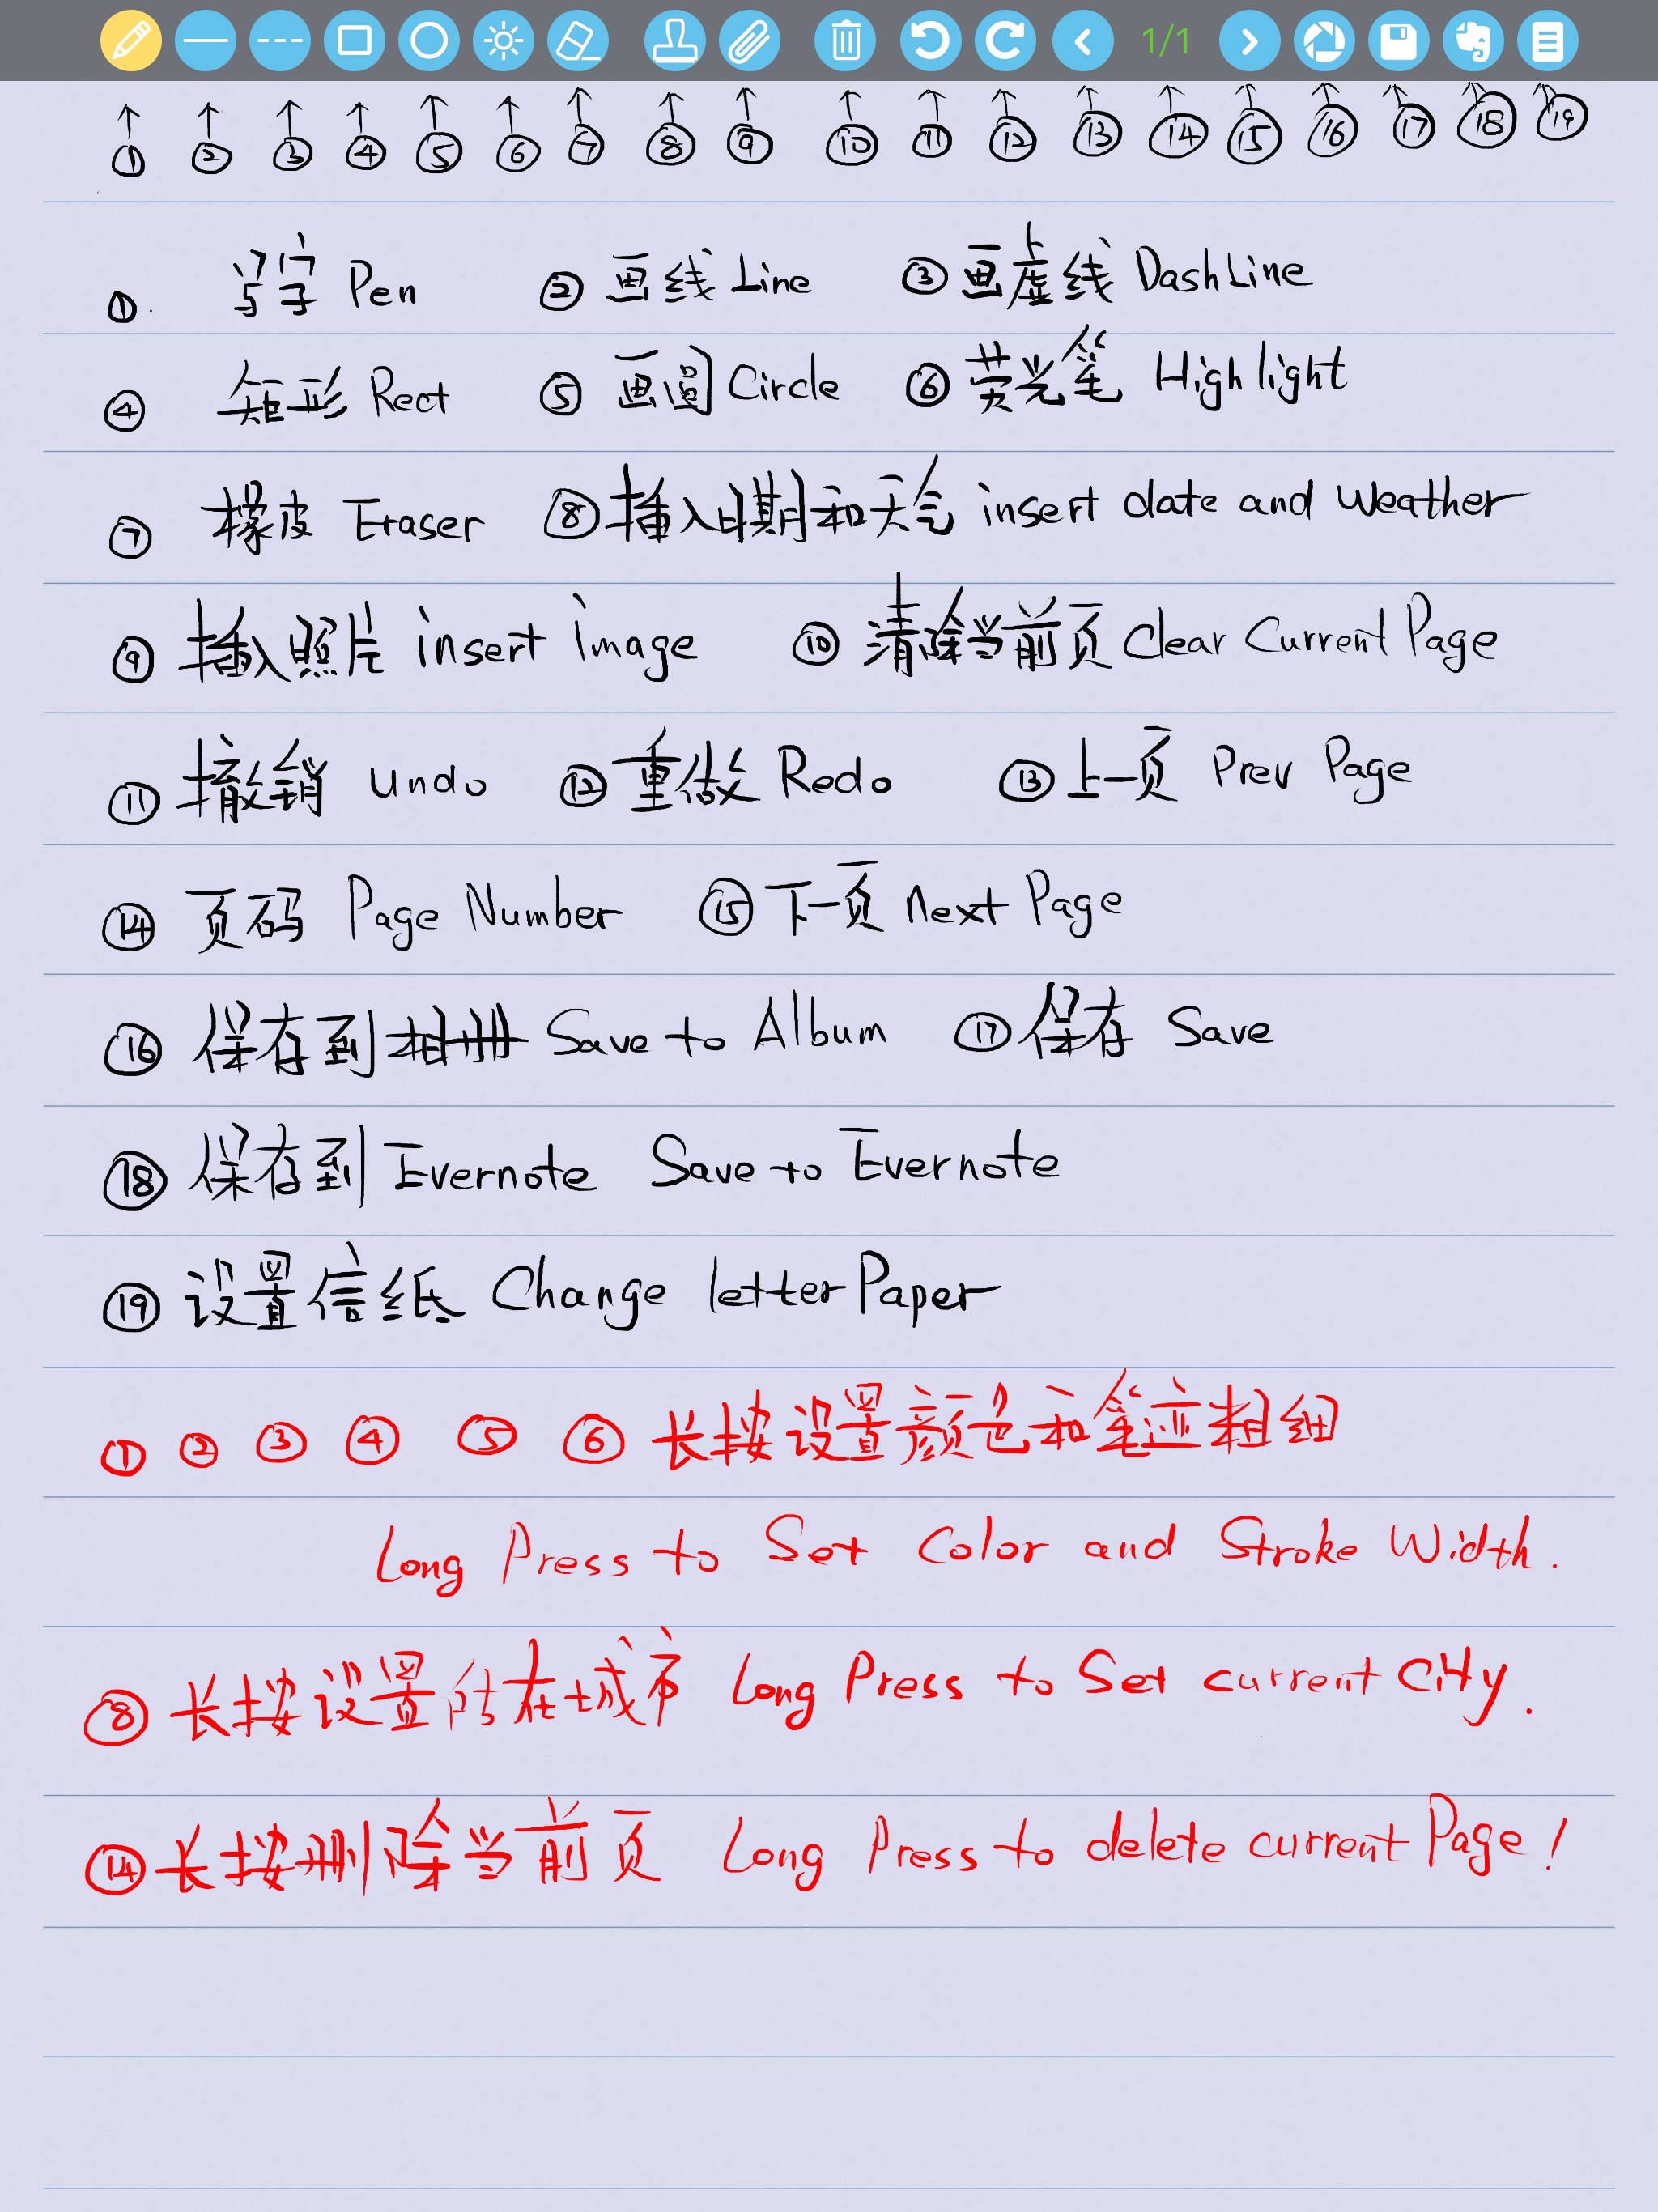 1/1
① ② ③ ④ ⑤ ⑥ ⑦ ⑧ ⑨ ⑩ ⑪ ⑫ ⑬ ⑭ ⑮ ⑯ ⑰ ⑱ ⑲
①. 写字 Pen ② 画线 Line ③ 画虚线 DashLine
④ 矩形 Rect ⑤ 画圆 Circle ⑥ 荧光笔 Highlight
⑦ 橡皮 Eraser ⑧ 插入日期和天气 insert date and Weather
⑨ 插入照片 insert image ⑩ 清除当前页 Clear Current Page
⑪ 撤销 undo ⑫ 重做 Redo ⑬ 上一页 Prev Page
⑭ 页码 Page Number ⑮ 下一页 Next Page
⑯ 保存到相册 Save to Album ⑰ 保存 Save
⑱ 保存到 Evernote Save to Evernote
⑲ 设置信纸 Change letterPaper
① ② ③ ④ ⑤ ⑥ 长按设置颜色和笔迹粗细
Long Press to Set Color and Stroke Width.
⑧ 长按设置所在城市 Long Press to Set current City.
⑭ 长按删除当前页 Long Press to delete current Page!